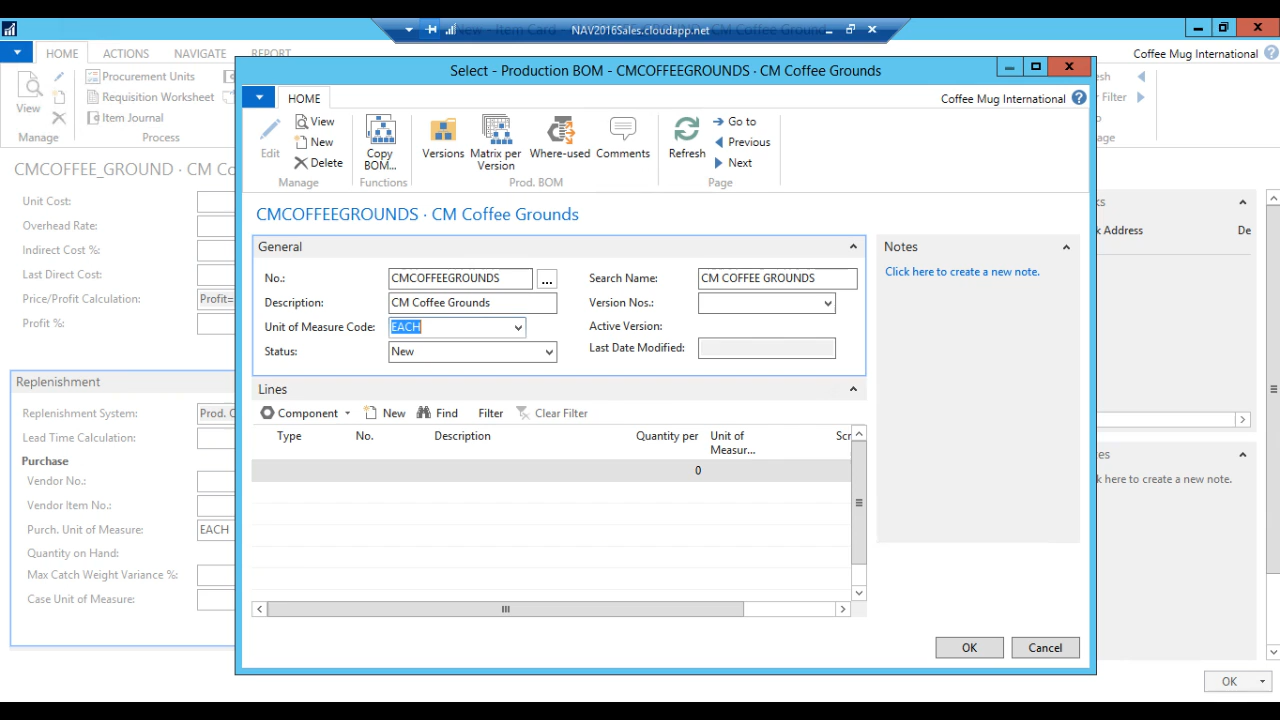 New - Item Card
NAV2016Sales.cloudapp.net
HOME
ACTIONS
NAVIGATE
REPORT
Coffee Mug International
View
Manage
Procurement Units
Requisition Worksheet
Item Journal
Process
CMCOFFEE_GROUND · CM Co
Unit Cost:
Overhead Rate:
Indirect Cost %:
Last Direct Cost:
Price/Profit Calculation: Profit=
Profit %:
Replenishment
Replenishment System: Prod. O
Lead Time Calculation:
Purchase
Vendor No.:
Vendor Item No.:
Purch. Unit of Measure: EACH
Quantity on Hand:
Max Catch Weight Variance %:
Case Unit of Measure:
Select - Production BOM - CMCOFFEEGROUNDS · CM Coffee Grounds
HOME
Coffee Mug International
Edit
View
New
Delete
Manage
Copy BOM...
Functions
Versions
Matrix per Version
Where-used
Comments
Prod. BOM
Refresh
Go to
Previous
Next
Page
CMCOFFEEGROUNDS · CM Coffee Grounds
General
No.: CMCOFFEEGROUNDS ...
Description: CM Coffee Grounds
Unit of Measure Code: EACH
Status: New
Search Name: CM COFFEE GROUNDS
Version Nos.:
Active Version:
Last Date Modified:
Lines
Component New Find Filter Clear Filter
Type No. Description Quantity per Unit of Measur... Scr
0
Notes
Click here to create a new note.
OK Cancel
esh
Filter
ge
ks
k Address De
es
k here to create a new note.
OK